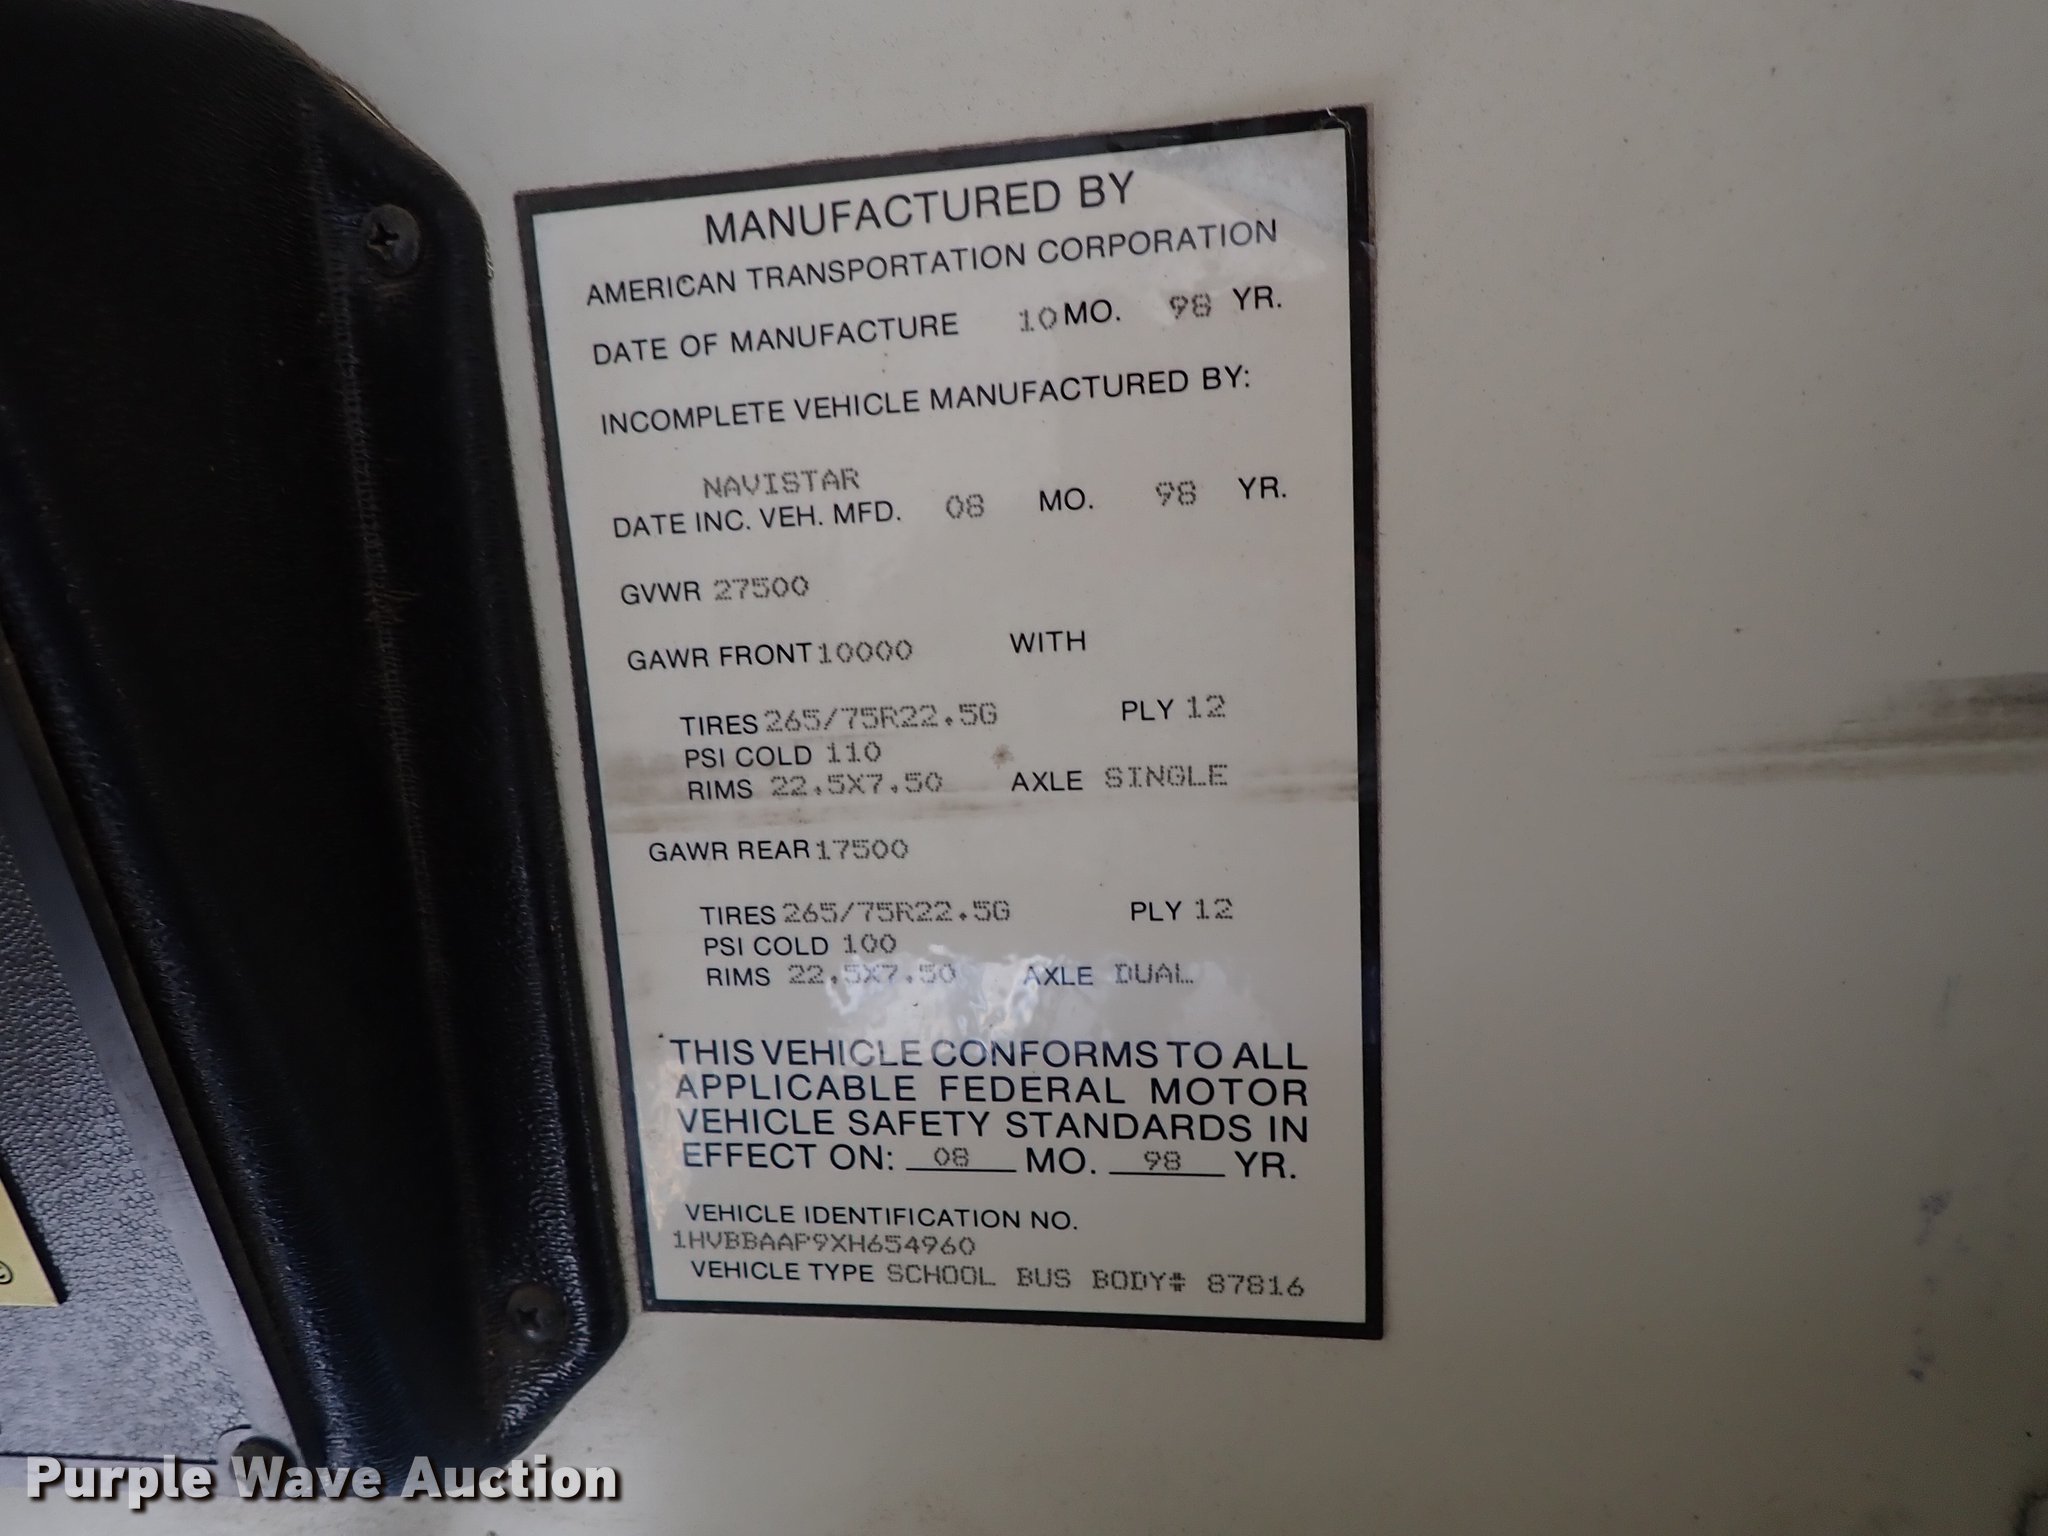 MANUFACTURED BY
AMERICAN TRANSPORTATION CORPORATION
DATE OF MANUFACTURE 10 MO. 98 YR.
INCOMPLETE VEHICLE MANUFACTURED BY:
NAVISTAR
DATE INC. VEH. MFD. 08 MO. 98 YR.
GVWR 27500
GAWR FRONT 10000 WITH
TIRES 265/75R22.5G PLY 12
PSI COLD 110
RIMS 22.5X7.50 AXLE SINGLE
GAWR REAR 17500
TIRES 265/75R22.5G PLY 12
PSI COLD 100
RIMS 22.5X7.50 AXLE DUAL
THIS VEHICLE CONFORMS TO ALL
APPLICABLE FEDERAL MOTOR
VEHICLE SAFETY STANDARDS IN
EFFECT ON: 08 MO. 98 YR.
VEHICLE IDENTIFICATION NO.
1HVBBAAP9XH654960
VEHICLE TYPE SCHOOL BUS BODY# 87816
©
Purple Wave Auction